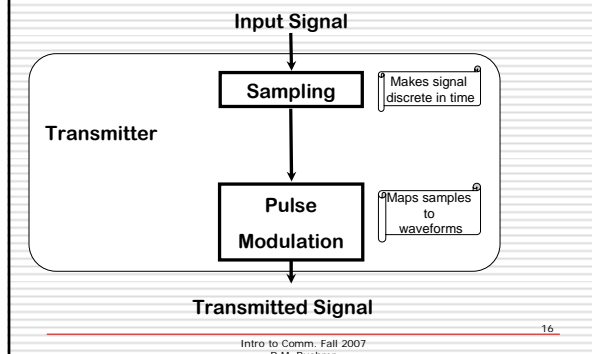 Input Signal
Sampling
Makes signal
discrete in time
Transmitter
Pulse
Modulation
Maps samples
to
waveforms
Transmitted Signal
16
Intro to Comm. Fall 2007